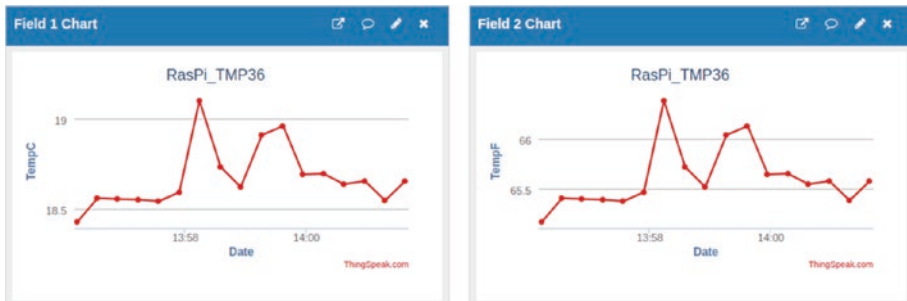 Field 1 Chart
RasPi_TMP36
TempC
19
18.5
13:58
14:00
Date
ThingSpeak.com
Field 2 Chart
RasPi_TMP36
TempF
66
65.5
13:58
14:00
Date
ThingSpeak.com